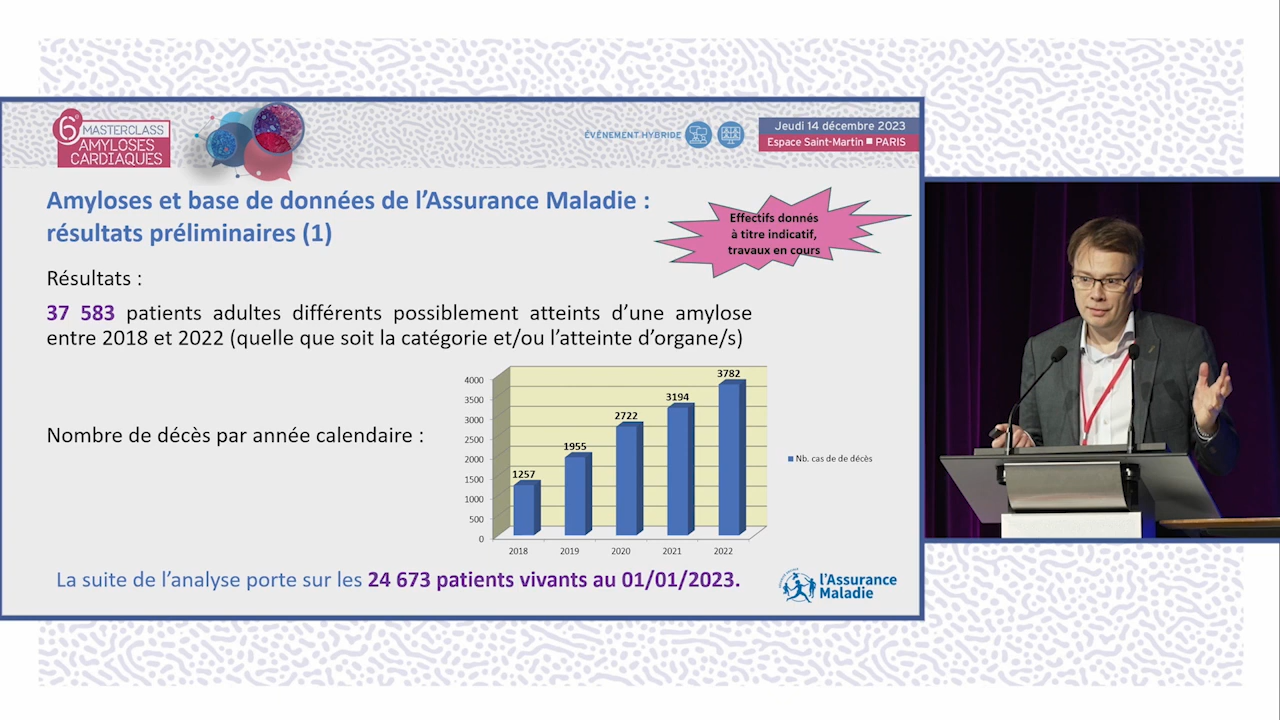 6e
MASTERCLASS
AMYLOSES
CARDIAQUES
ÉVÉNEMENT HYBRIDE
Jeudi 14 décembre 2023
Espace Saint-Martin ■ PARIS
Amyloses et base de données de l’Assurance Maladie :
résultats préliminaires (1)
Effectifs donnés
à titre indicatif,
travaux en cours
Résultats :
37 583 patients adultes différents possiblement atteints d’une amylose
entre 2018 et 2022 (quelle que soit la catégorie et/ou l’atteinte d’organe/s)
Nombre de décès par année calendaire :
4000
3500
3000
2500
2000
1500
1000
500
0
1257
1955
2722
3194
3782
2018
2019
2020
2021
2022
Nb. cas de de décès
La suite de l’analyse porte sur les 24 673 patients vivants au 01/01/2023.
l’Assurance
Maladie